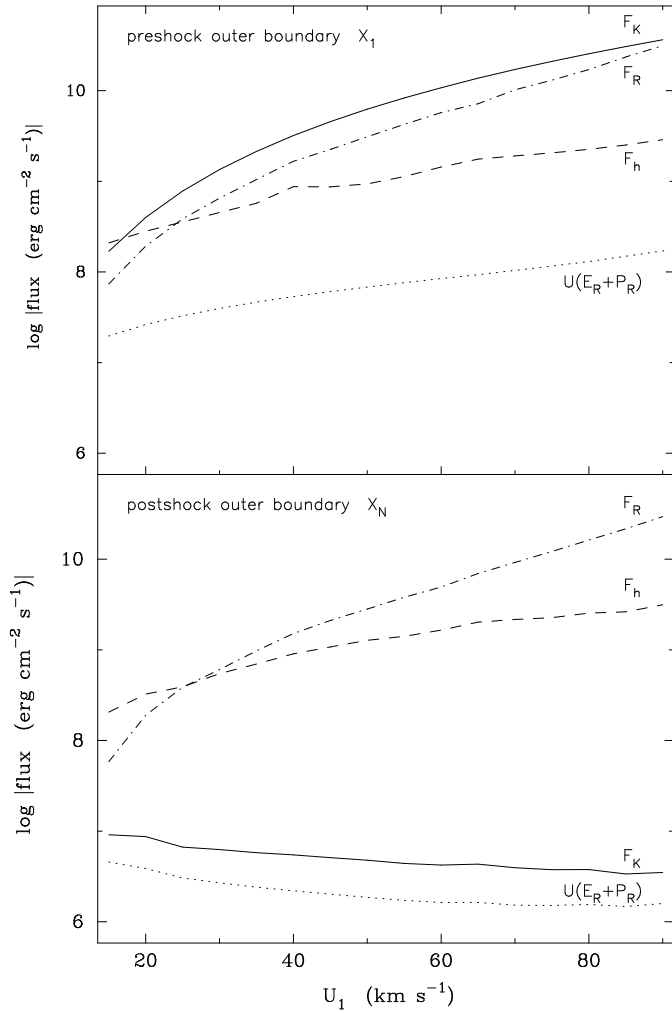 preshock outer boundary X₁
F_K
F_R
F_h
U(E_R+P_R)
10
8
6
log |flux (erg cm⁻² s⁻¹)|
postshock outer boundary X_N
F_R
F_h
F_K
U(E_R+P_R)
10
8
6
log |flux (erg cm⁻² s⁻¹)|
20 40 60 80
U₁ (km s⁻¹)